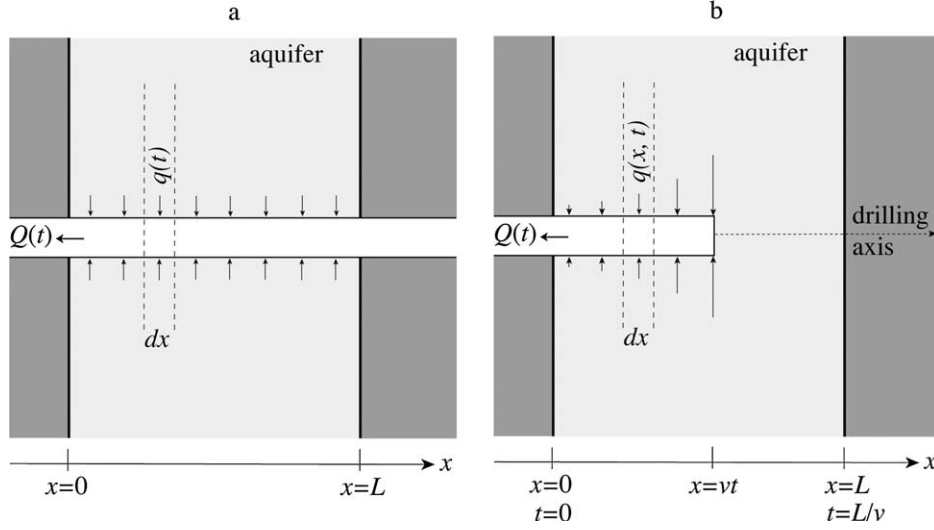 a
aquifer
q(t)
Q(t)
dx
x
x=0
x=L
b
aquifer
q(x, t)
drilling
Q(t)
axis
dx
x
x=0
x=vt
x=L
t=0
t=L/v